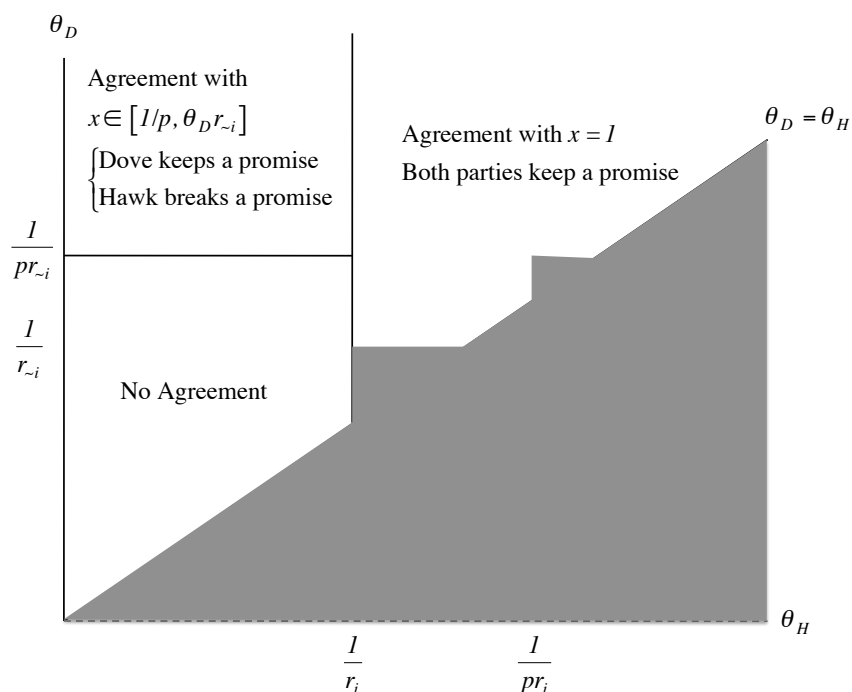 θ_D
Agreement with
x ∈ [1/p, θ_D r_~i]
Dove keeps a promise
Hawk breaks a promise
θ_D = θ_H
Agreement with x = 1
Both parties keep a promise
1
pr_~i
1
r_~i
No Agreement
θ_H
1
r_i
1
pr_i